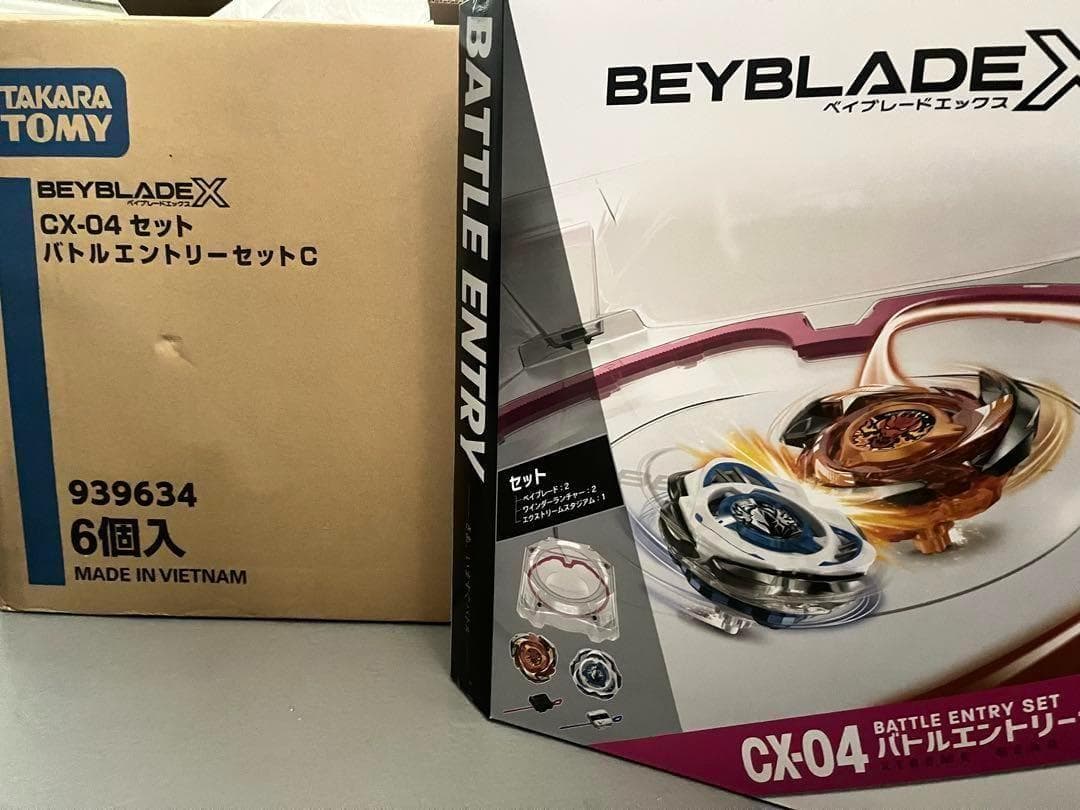 TAKARA
TOMY
BEYBLADE X
ベイブレードエックス
CX-04 セット
バトルエントリーセットC
939634
6個入
MADE IN VIETNAM
BATTLE ENTRY
BEYBLADE X
ベイブレードエックス
セット
ベイブレード:2
ワインダーランチャー:2
エクストリームスタジアム:1
CX-04
BATTLE ENTRY SET
バトルエントリー